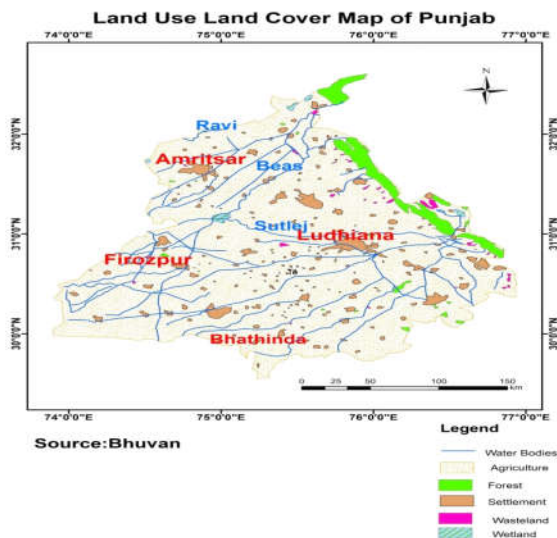 Land Use Land Cover Map of Punjab
74°0'0"E 75°0'0"E 76°0'0"E 77°0'0"E
Z
32°0'0"N 32°0'0"N
Ravi
Amritsar
Beas
31°0'0"N 31°0'0"N
Sutlej
Ludhiana
Firozpur
30°0'0"N 30°0'0"N
Bhathinda
0 25 50 100 150
km
74°0'0"E 75°0'0"E 76°0'0"E 77°0'0"E
Source:Bhuvan
Legend
Water Bodies
Agriculture
Forest
Settlement
Wasteland
Wetland